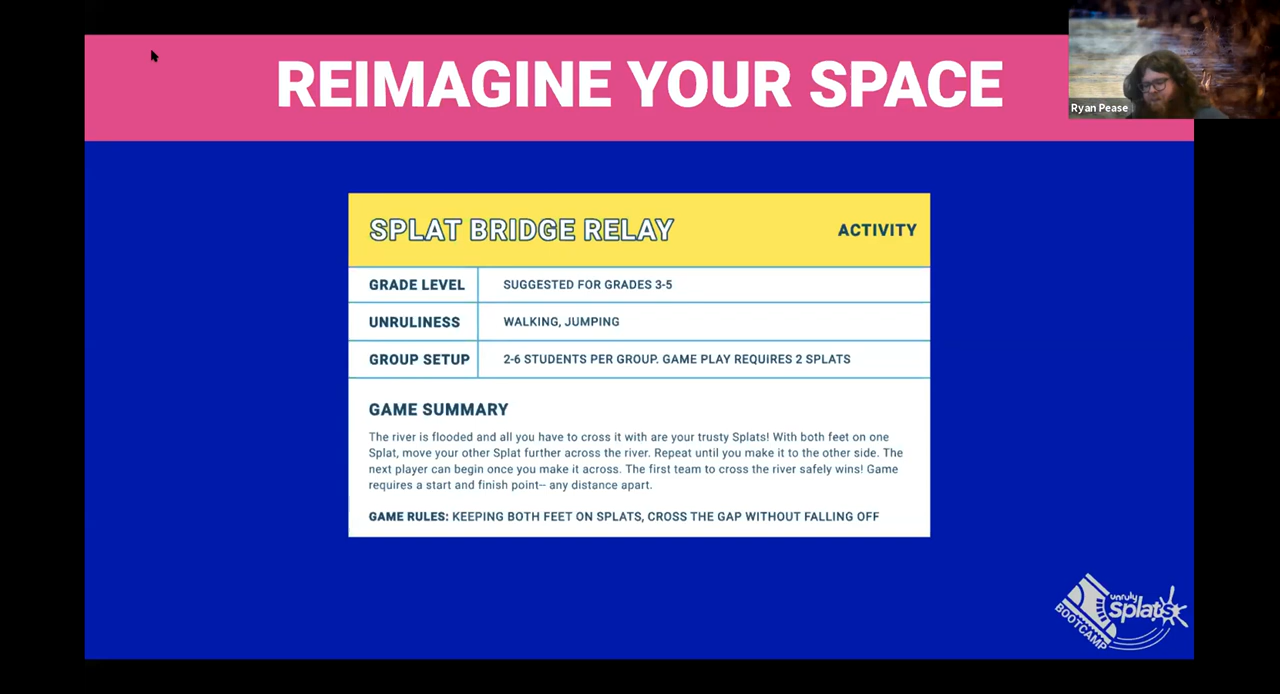 REIMAGINE YOUR SPACE
Ryan Pease
SPLAT BRIDGE RELAY ACTIVITY
GRADE LEVEL SUGGESTED FOR GRADES 3-5
UNRULINESS WALKING, JUMPING
GROUP SETUP 2-6 STUDENTS PER GROUP. GAME PLAY REQUIRES 2 SPLATS
GAME SUMMARY
The river is flooded and all you have to cross it with are your trusty Splats! With both feet on one
Splat, move your other Splat further across the river. Repeat until you make it to the other side. The
next player can begin once you make it across. The first team to cross the river safely wins! Game
requires a start and finish point-- any distance apart.
GAME RULES: KEEPING BOTH FEET ON SPLATS, CROSS THE GAP WITHOUT FALLING OFF
unruly
splats
BOOTCAMP